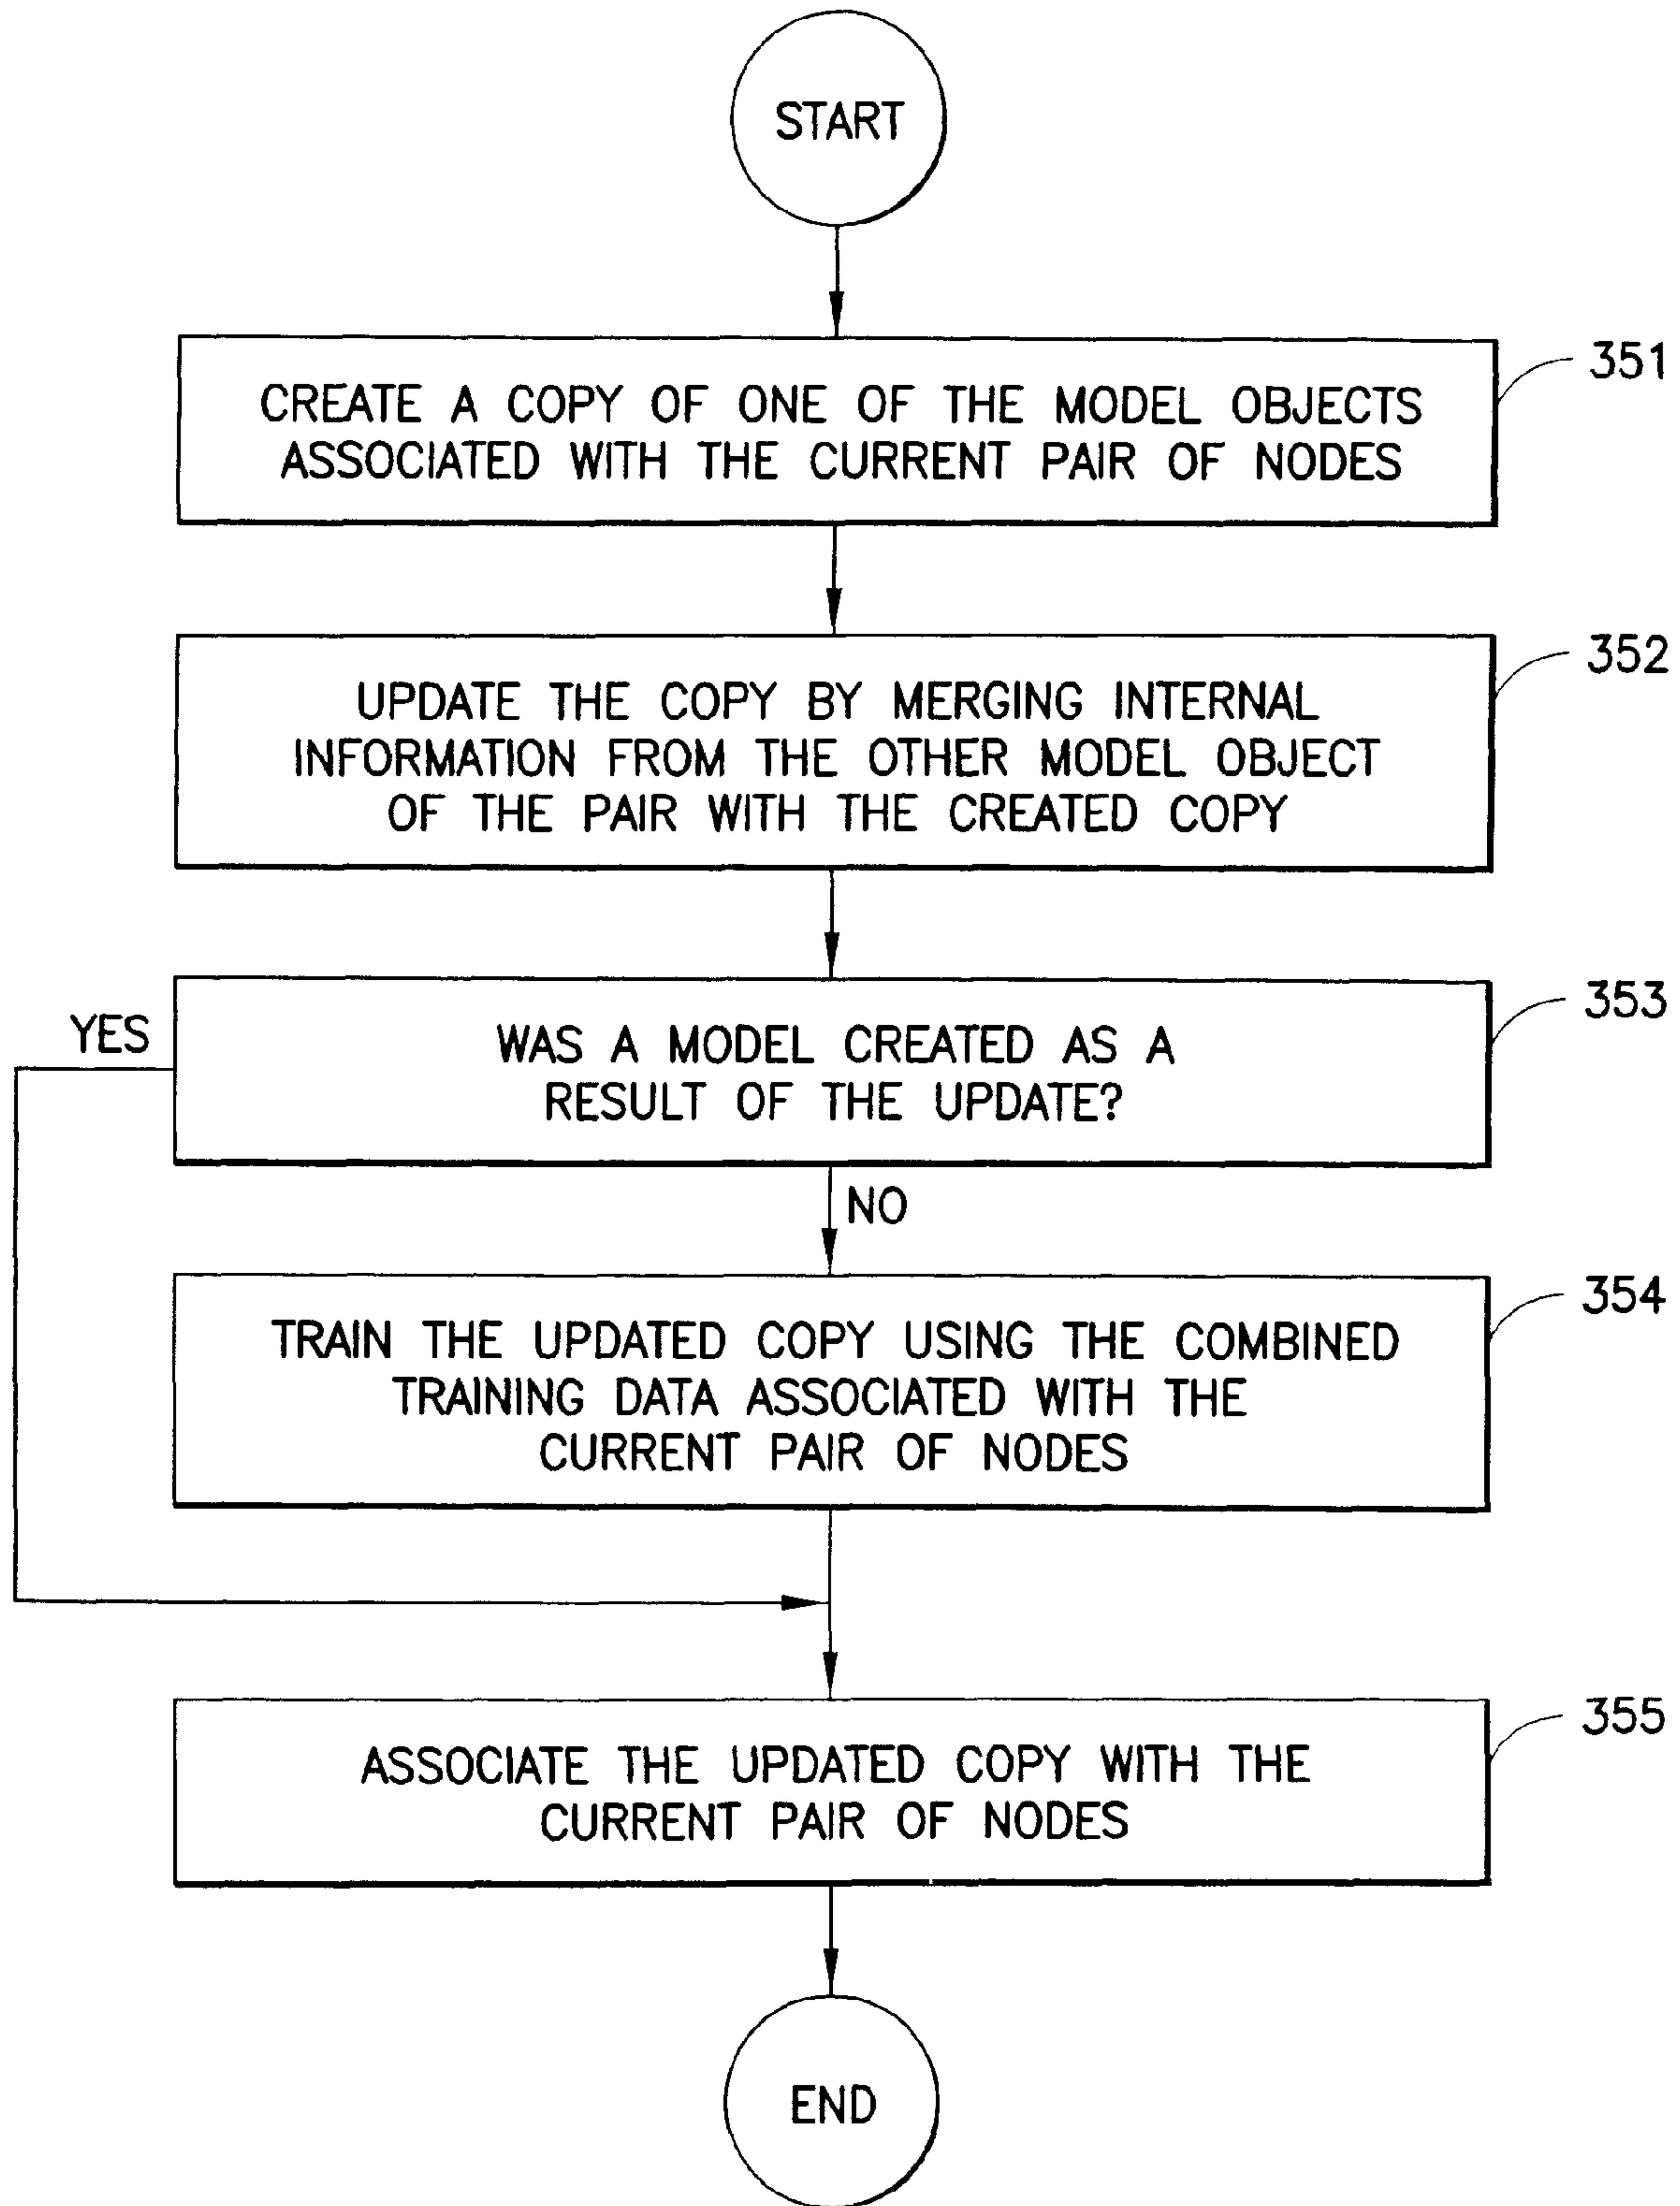 START
351
CREATE A COPY OF ONE OF THE MODEL OBJECTS
ASSOCIATED WITH THE CURRENT PAIR OF NODES
352
UPDATE THE COPY BY MERGING INTERNAL
INFORMATION FROM THE OTHER MODEL OBJECT
OF THE PAIR WITH THE CREATED COPY
353
YES
WAS A MODEL CREATED AS A
RESULT OF THE UPDATE?
NO
354
TRAIN THE UPDATED COPY USING THE COMBINED
TRAINING DATA ASSOCIATED WITH THE
CURRENT PAIR OF NODES
355
ASSOCIATE THE UPDATED COPY WITH THE
CURRENT PAIR OF NODES
END